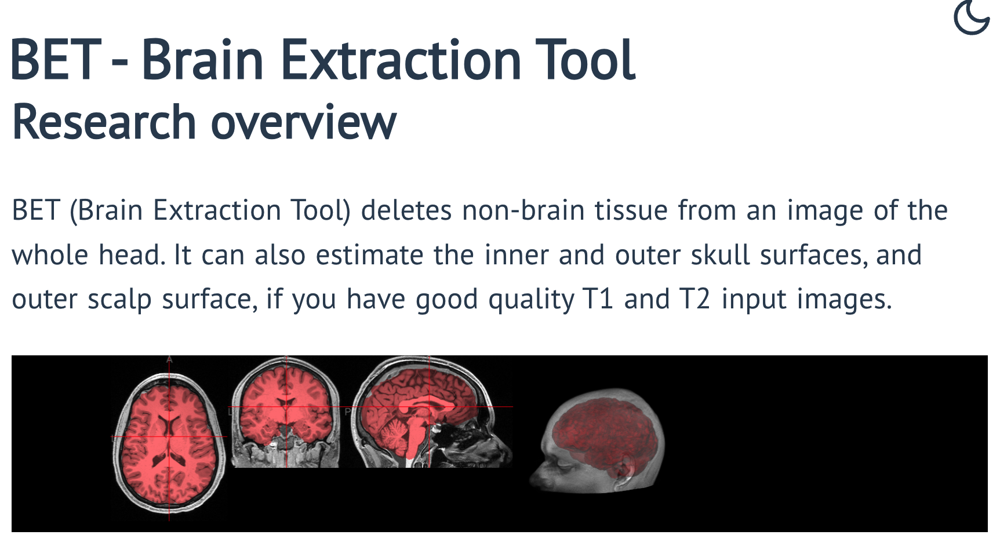 BET - Brain Extraction Tool
Research overview
BET (Brain Extraction Tool) deletes non-brain tissue from an image of the
whole head. It can also estimate the inner and outer skull surfaces, and
outer scalp surface, if you have good quality T1 and T2 input images.
A
L
P